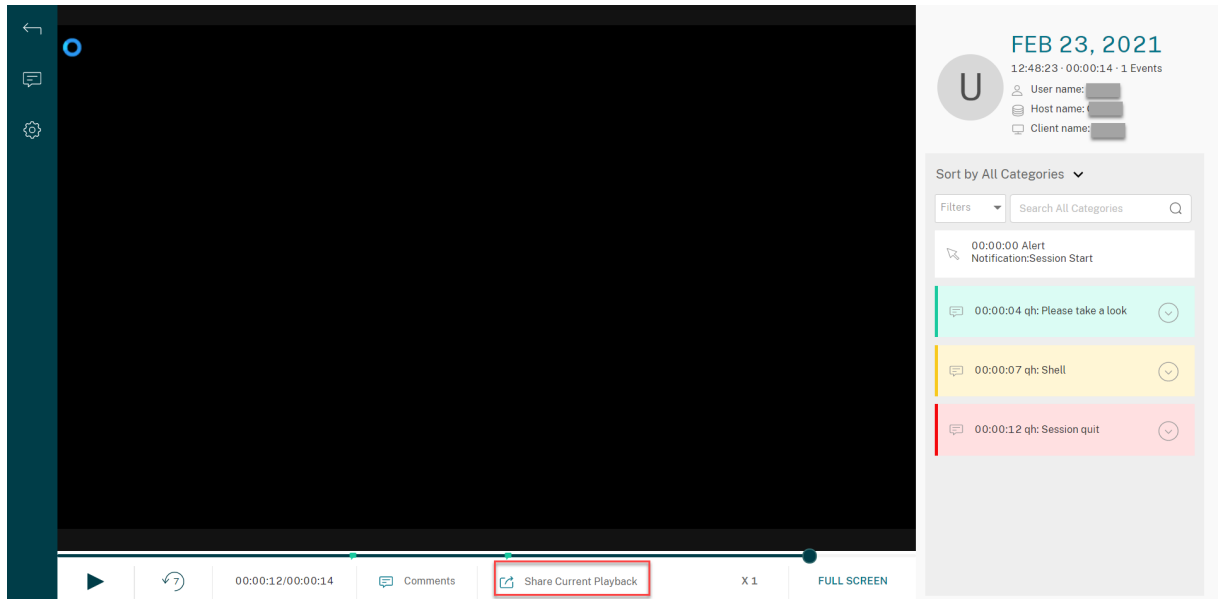 FEB 23, 2021
12:48:23 · 00:00:14 · 1 Events
U
User name:
Host name:
Client name:
Sort by All Categories
Filters
Search All Categories
00:00:00 Alert
Notification:Session Start
00:00:04 qh: Please take a look
00:00:07 qh: Shell
00:00:12 qh: Session quit
7
00:00:12/00:00:14
Comments
Share Current Playback
X 1
FULL SCREEN